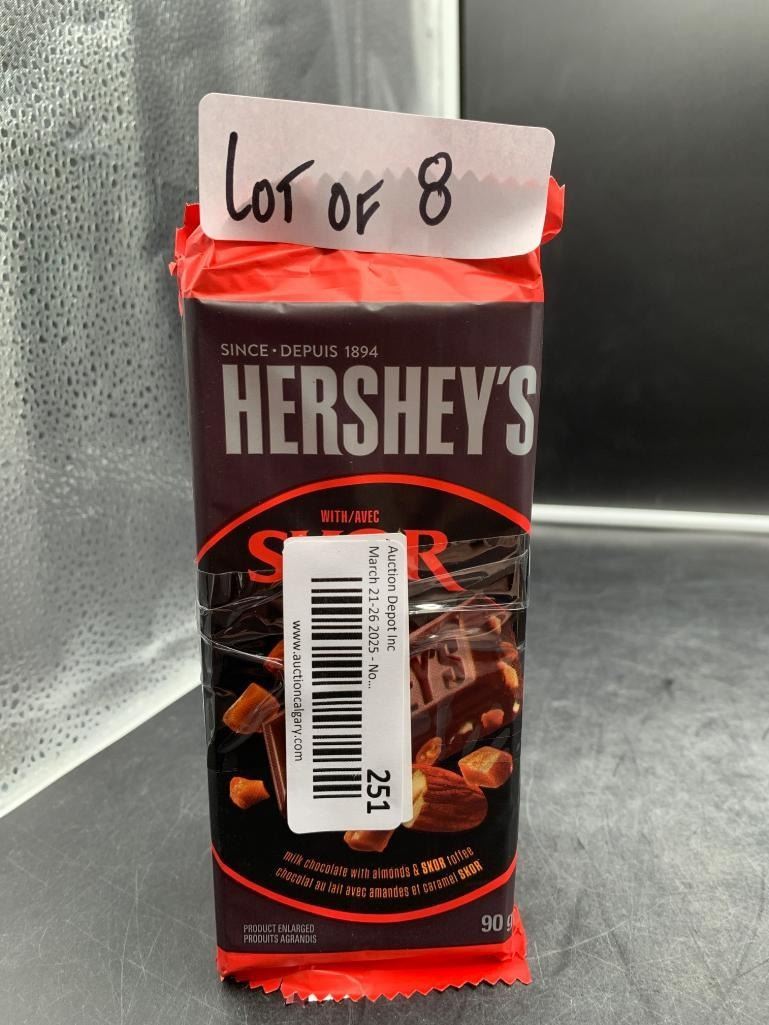 LOT OF 8
SINCE • DEPUIS 1894
HERSHEY'S
WITH/AVEC
Auction Depot Inc
March 21-26 2025 - No...
251
www.auctioncalgary.com
milk chocolate with almonds & SKOR toffee
chocolat au lait avec amandes et caramel SKOR
PRODUCT ENLARGED
PRODUITS AGRANDIS
90 g